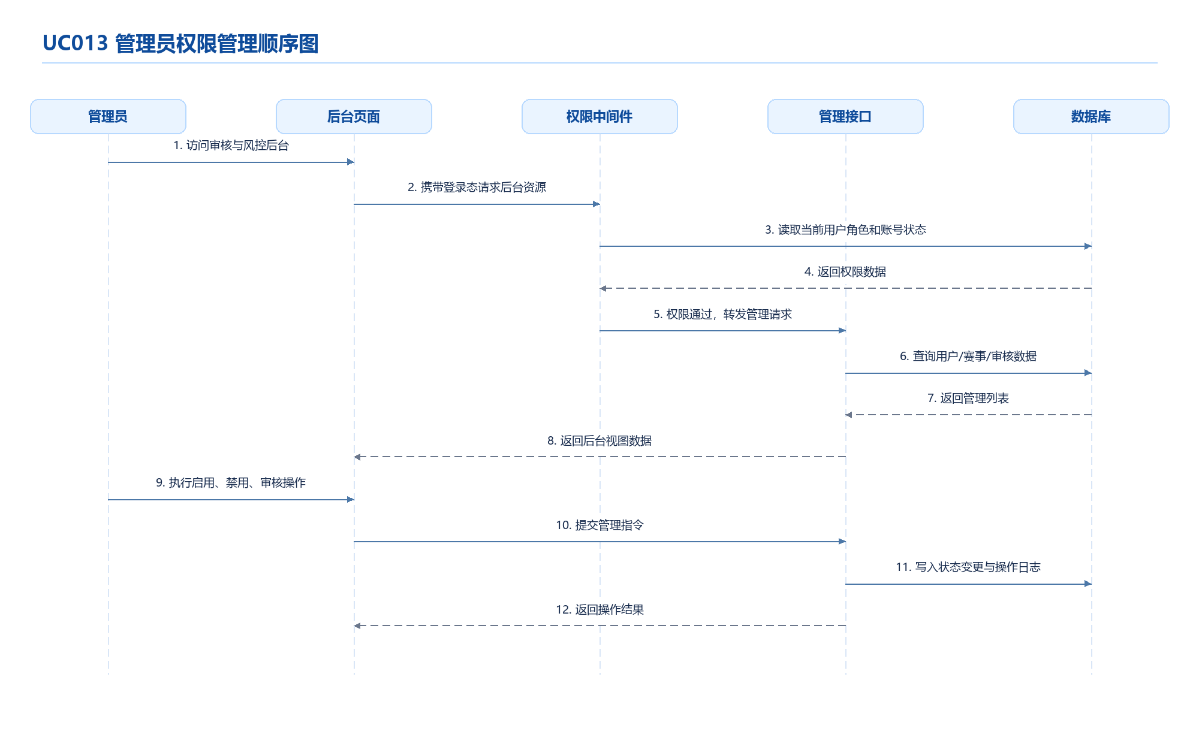 UC013 管理员权限管理顺序图
管理员
后台页面
权限中间件
管理接口
数据库
1. 访问审核与风控后台
2. 携带登录态请求后台资源
3. 读取当前用户角色和账号状态
4. 返回权限数据
5. 权限通过，转发管理请求
6. 查询用户/赛事/审核数据
7. 返回管理列表
8. 返回后台视图数据
9. 执行启用、禁用、审核操作
10. 提交管理指令
11. 写入状态变更与操作日志
12. 返回操作结果